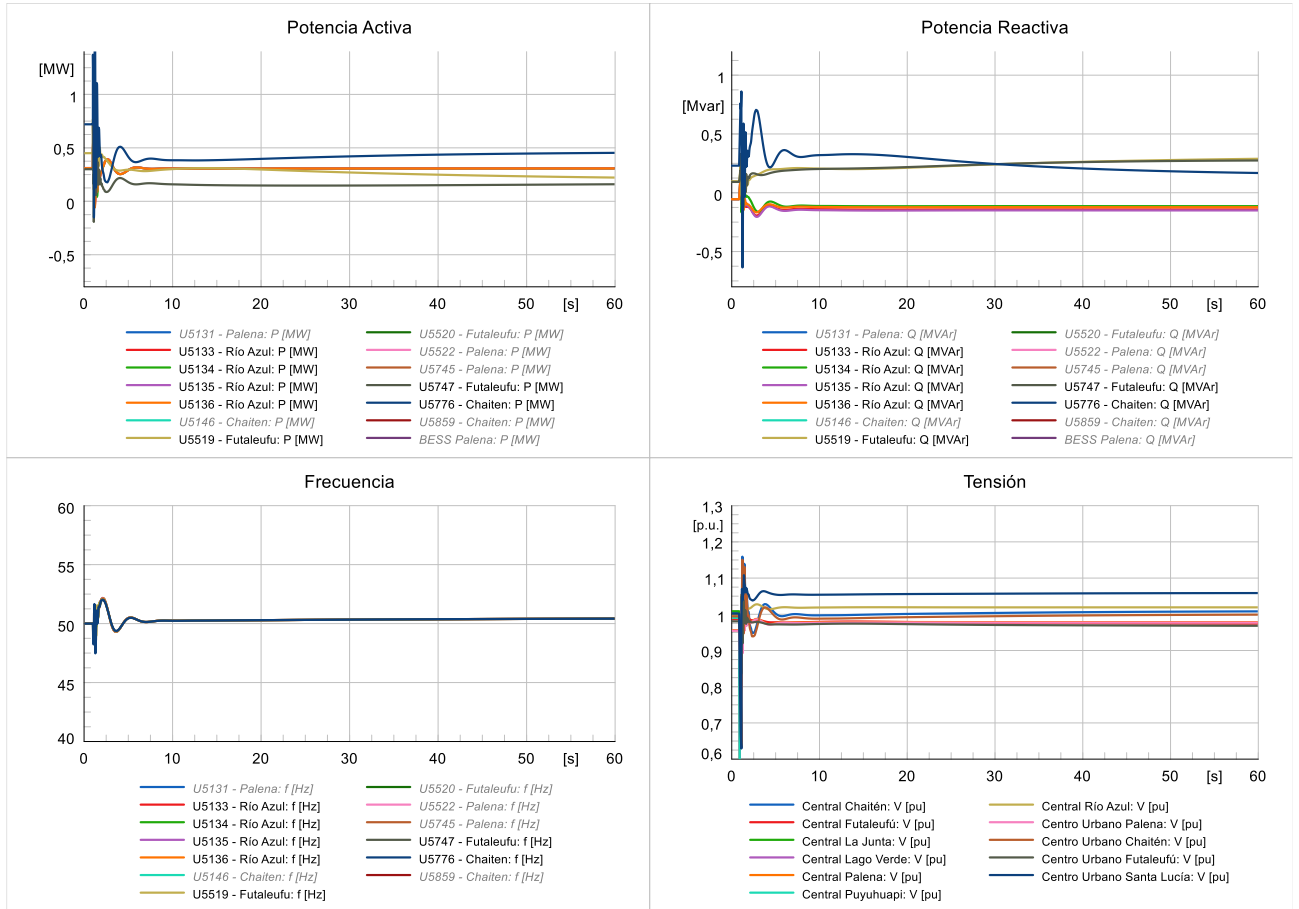 Potencia Activa
[MW]
1
0,5
0
-0,5
0 10 20 30 40 [s] 60
U5131 - Palena: P [MW] U5520 - Futaleufu: P [MW]
U5133 - Río Azul: P [MW] U5522 - Palena: P [MW]
U5134 - Río Azul: P [MW] U5745 - Palena: P [MW]
U5135 - Río Azul: P [MW] U5747 - Futaleufu: P [MW]
U5136 - Río Azul: P [MW] U5776 - Chaiten: P [MW]
U5146 - Chaiten: P [MW] U5859 - Chaiten: P [MW]
U5519 - Futaleufu: P [MW] BESS Palena: P [MW]
Potencia Reactiva
1
[Mvar]
0,5
0
-0,5
0 10 20 30 40 [s] 60
U5131 - Palena: Q [MVAr] U5520 - Futaleufu: Q [MVAr]
U5133 - Río Azul: Q [MVAr] U5522 - Palena: Q [MVAr]
U5134 - Río Azul: Q [MVAr] U5745 - Palena: Q [MVAr]
U5135 - Río Azul: Q [MVAr] U5747 - Futaleufu: Q [MVAr]
U5136 - Río Azul: Q [MVAr] U5776 - Chaiten: Q [MVAr]
U5146 - Chaiten: Q [MVAr] U5859 - Chaiten: Q [MVAr]
U5519 - Futaleufu: Q [MVAr] BESS Palena: Q [MVAr]
Frecuencia
60
55
50
45
40
0 10 20 30 40 [s] 60
U5131 - Palena: f [Hz] U5520 - Futaleufu: f [Hz]
U5133 - Río Azul: f [Hz] U5522 - Palena: f [Hz]
U5134 - Río Azul: f [Hz] U5745 - Palena: f [Hz]
U5135 - Río Azul: f [Hz] U5747 - Futaleufu: f [Hz]
U5136 - Río Azul: f [Hz] U5776 - Chaiten: f [Hz]
U5146 - Chaiten: f [Hz] U5859 - Chaiten: f [Hz]
U5519 - Futaleufu: f [Hz]
Tensión
1,3
[p.u.]
1,2
1,1
1
0,9
0,8
0,7
0,6
0 10 20 30 40 [s] 60
Central Chaitén: V [pu] Central Río Azul: V [pu]
Central Futaleufú: V [pu] Centro Urbano Palena: V [pu]
Central La Junta: V [pu] Centro Urbano Chaitén: V [pu]
Central Lago Verde: V [pu] Centro Urbano Futaleufú: V [pu]
Central Palena: V [pu] Centro Urbano Santa Lucía: V [pu]
Central Puyuhuapi: V [pu]